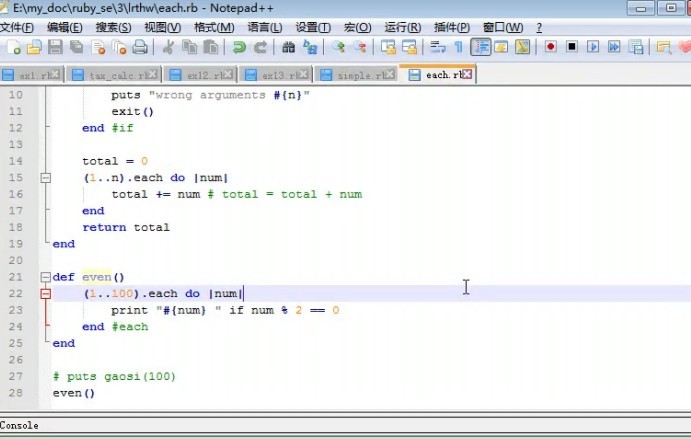 E:\my_doc\ruby_se\3\lrthw\each.rb - Notepad++
文件(F) 编辑(E) 搜索(S) 视图(V) 格式(M) 语言(L) 设置(T) 宏(O) 运行(R) 插件(P) 窗口(W) ?
ex1.rb tax_calc.rb ex12.rb ex13.rb simple.rb each.rb
10 puts "wrong arguments #{n}"
11 exit()
12 end #if
13
14 total = 0
15 (1..n).each do |num|
16 total += num # total = total + num
17 end
18 return total
19 end
20
21 def even()
22 (1..100).each do |num|
23 print "#{num} " if num % 2 == 0
24 end #each
25 end
26
27 # puts gaosi(100)
28 even()
Console